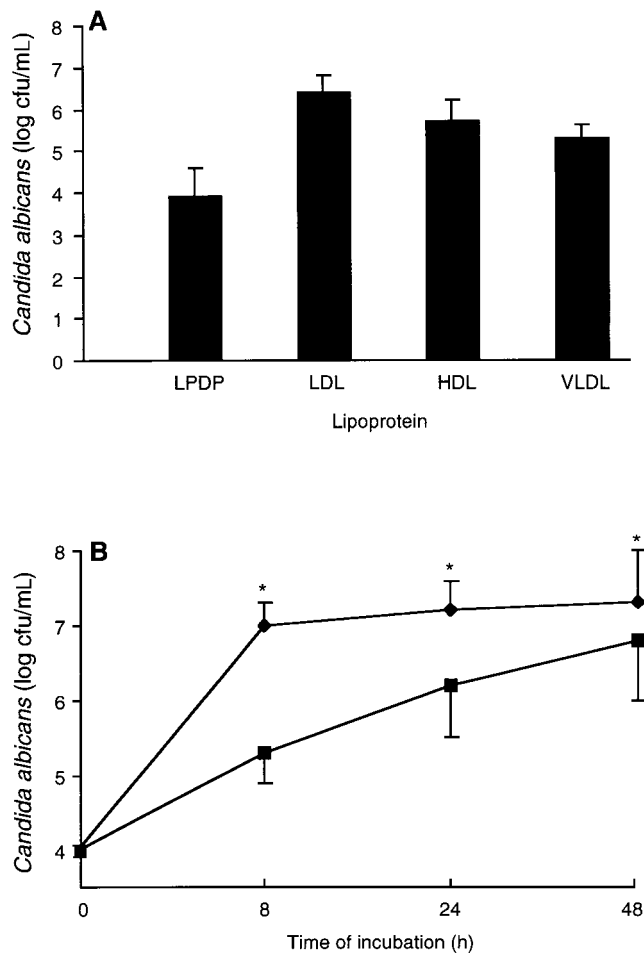 A
Candida albicans (log cfu/mL)
8
7
6
5
4
3
2
1
0
LPDP LDL HDL VLDL
Lipoprotein
B
Candida albicans (log cfu/mL)
8
7
6
5
4
* * *
0 8 24 48
Time of incubation (h)